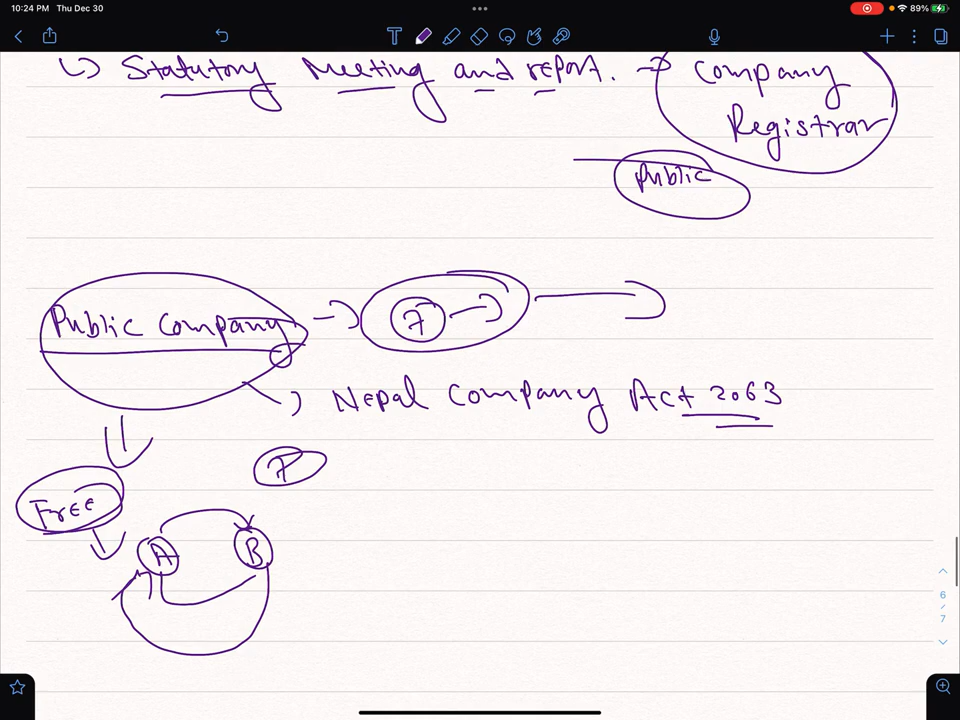 10:24 PM Thu Dec 30
89%
Statutory Meeting and report. → Company
Registrar
Public
Public Company → 7 →
Nepal Company Act 2063
7
Free
A B
6
/
7